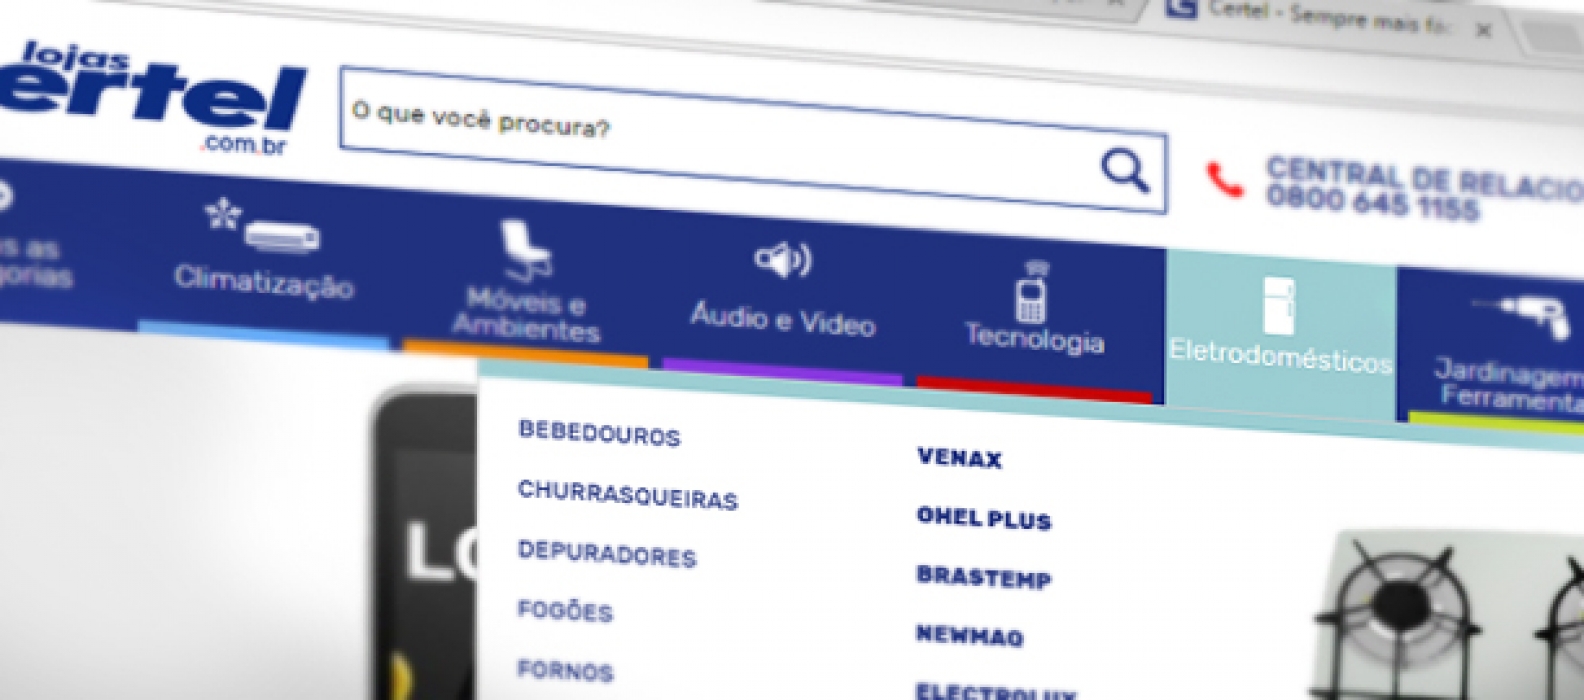 Certel - Sempre mais fác
lojas
ertel
.com.br
O que você procura?
CENTRAL DE RELACIO
0800 645 1155
s as
gorias
Climatização
Móveis e
Ambientes
Áudio e Video
Tecnologia
Eletrodomésticos
Jardinagem
Ferramenta
BEBEDOUROS
CHURRASQUEIRAS
DEPURADORES
FOGÕES
FORNOS
VENAX
OHEL PLUS
BRASTEMP
NEWMAQ
ELECTROLUX
LO